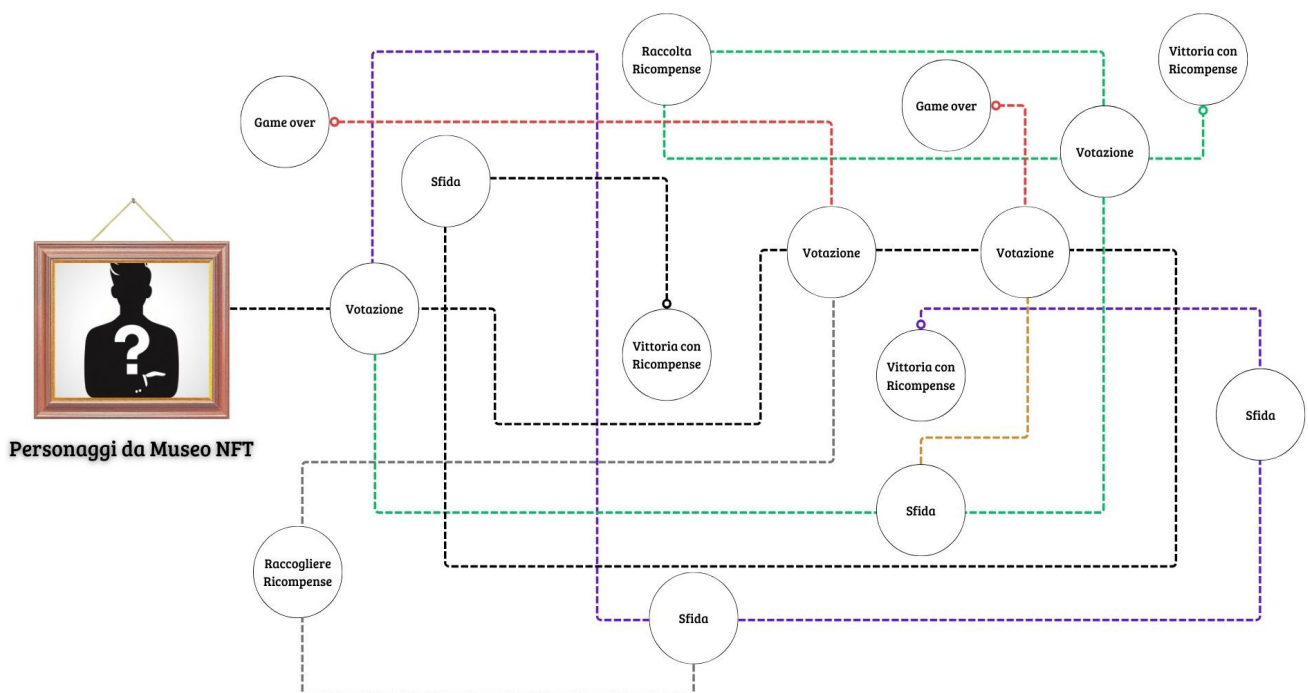 Raccolta
Ricompense
Vittoria con
Ricompense
Game over
Game over
Votazione
Sfida
Votazione
Votazione
Votazione
Vittoria con
Ricompense
Vittoria con
Ricompense
Sfida
Personaggi da Museo NFT
Sfida
Raccogliere
Ricompense
Sfida